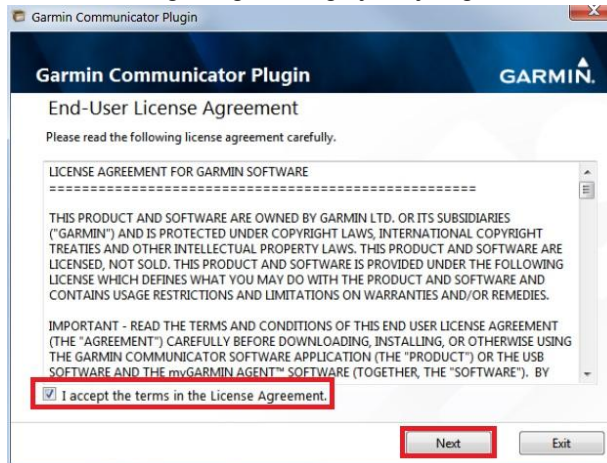 Garmin Communicator Plugin
Garmin Communicator Plugin
GARMIN.
End-User License Agreement
Please read the following license agreement carefully.
LICENSE AGREEMENT FOR GARMIN SOFTWARE
====================================================
THIS PRODUCT AND SOFTWARE ARE OWNED BY GARMIN LTD. OR ITS SUBSIDIARIES
("GARMIN") AND IS PROTECTED UNDER COPYRIGHT LAWS, INTERNATIONAL COPYRIGHT
TREATIES AND OTHER INTELLECTUAL PROPERTY LAWS. THIS PRODUCT AND SOFTWARE ARE
LICENSED, NOT SOLD. THIS PRODUCT AND SOFTWARE IS PROVIDED UNDER THE FOLLOWING
LICENSE WHICH DEFINES WHAT YOU MAY DO WITH THE PRODUCT AND SOFTWARE AND
CONTAINS USAGE RESTRICTIONS AND LIMITATIONS ON WARRANTIES AND/OR REMEDIES.
IMPORTANT - READ THE TERMS AND CONDITIONS OF THIS END USER LICENSE AGREEMENT
(THE "AGREEMENT") CAREFULLY BEFORE DOWNLOADING, INSTALLING, OR OTHERWISE USING
THE GARMIN COMMUNICATOR SOFTWARE APPLICATION (THE "PRODUCT") OR THE USB
SOFTWARE AND THE myGARMIN AGENT™ SOFTWARE (TOGETHER, THE "SOFTWARE"). BY
I accept the terms in the License Agreement.
Next
Exit